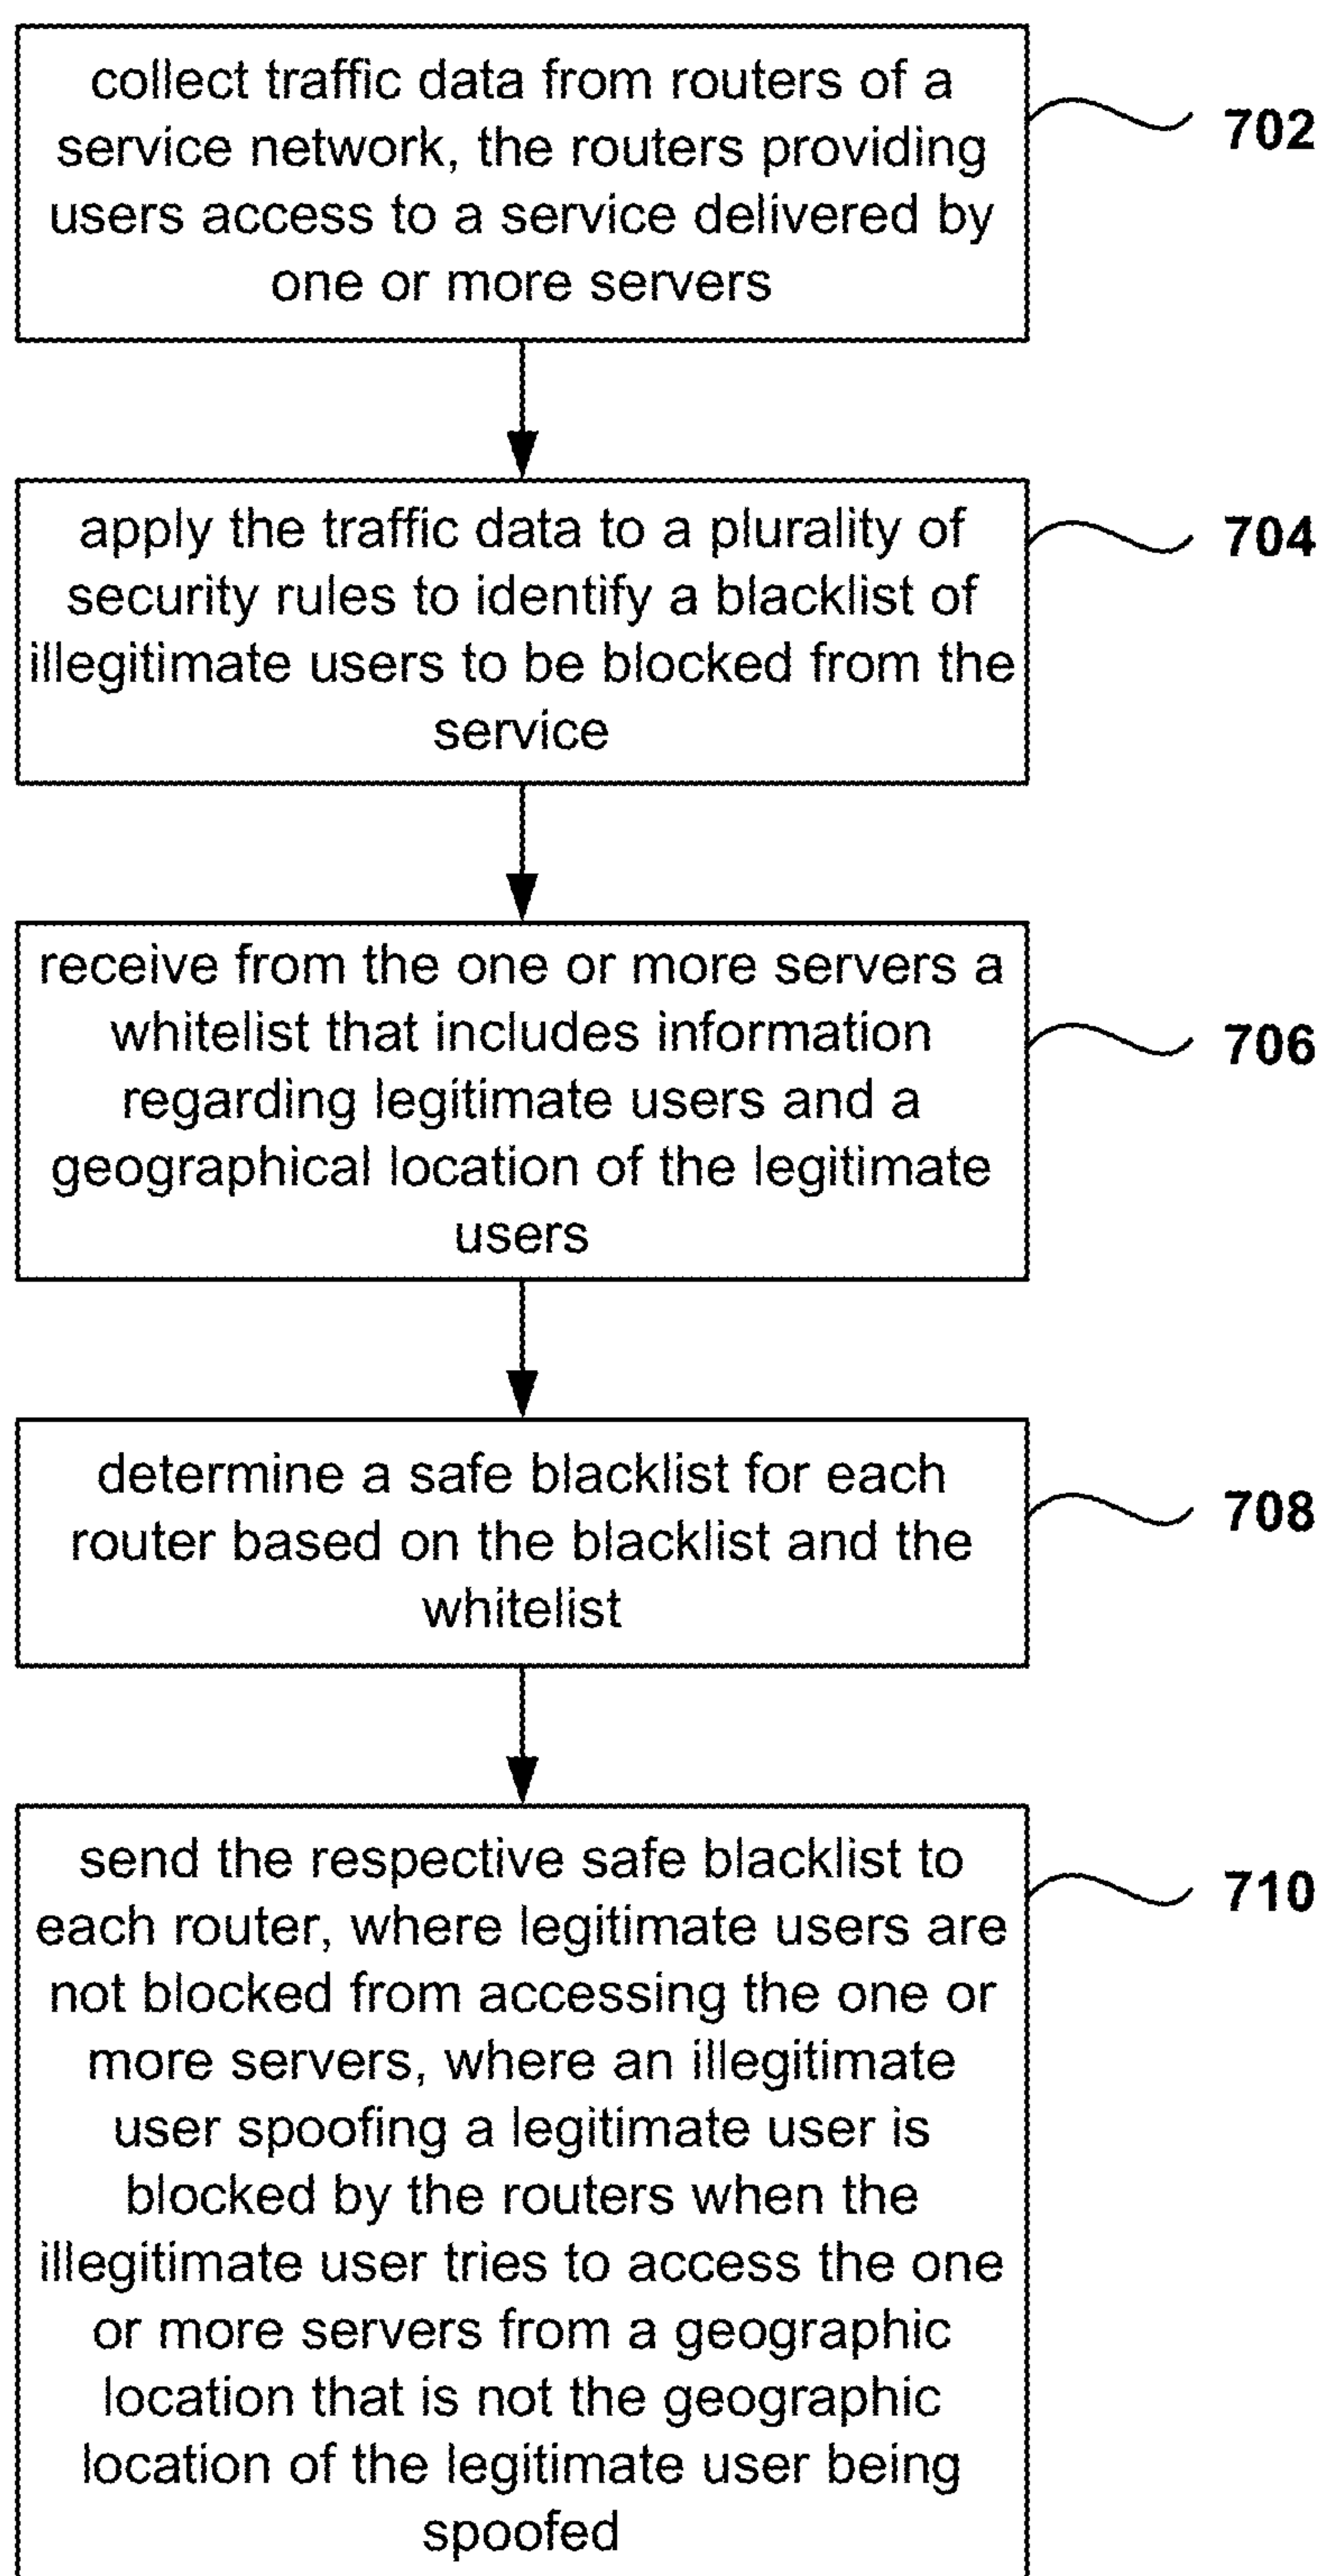 collect traffic data from routers of a
service network, the routers providing
users access to a service delivered by
one or more servers
702
apply the traffic data to a plurality of
security rules to identify a blacklist of
illegitimate users to be blocked from the
service
704
receive from the one or more servers a
whitelist that includes information
regarding legitimate users and a
geographical location of the legitimate
users
706
determine a safe blacklist for each
router based on the blacklist and the
whitelist
708
send the respective safe blacklist to
each router, where legitimate users are
not blocked from accessing the one or
more servers, where an illegitimate
user spoofing a legitimate user is
blocked by the routers when the
illegitimate user tries to access the one
or more servers from a geographic
location that is not the geographic
location of the legitimate user being
spoofed
710